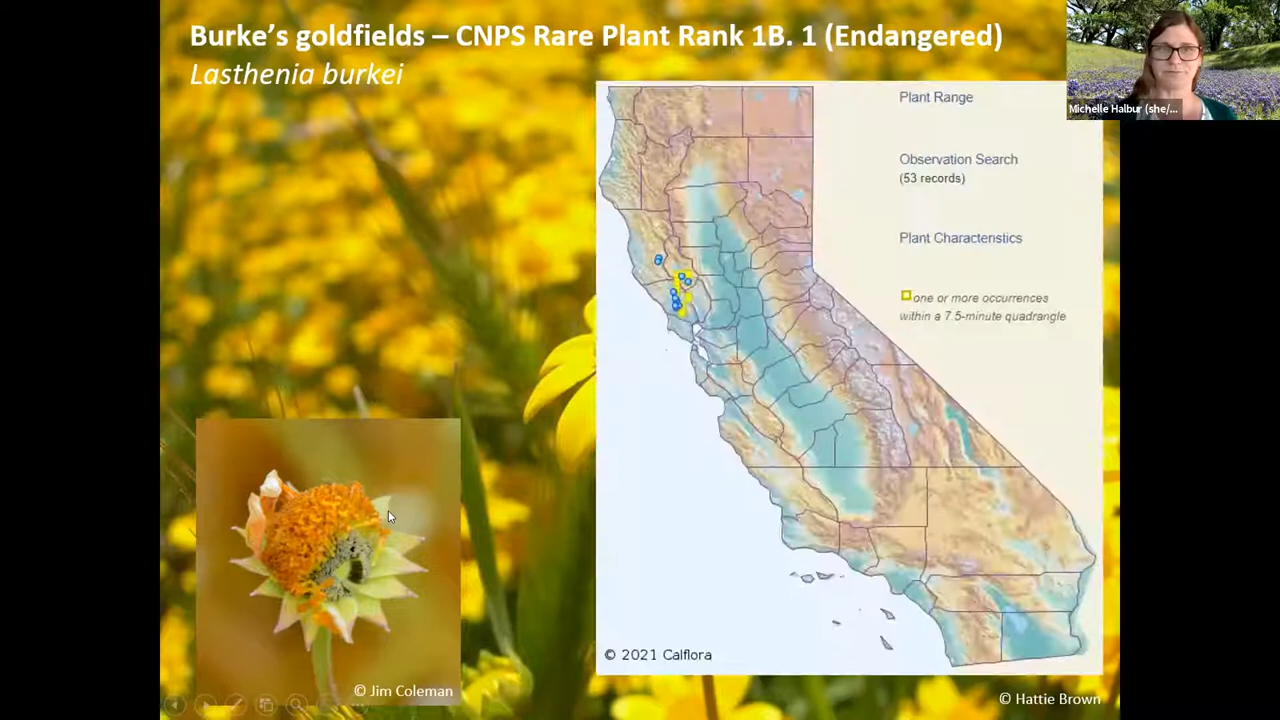 Burke's goldfields – CNPS Rare Plant Rank 1B. 1 (Endangered)
Lasthenia burkei
Michelle Halbur (she/...
Plant Range
Observation Search
(53 records)
Plant Characteristics
one or more occurrences
within a 7.5-minute quadrangle
© 2021 Calflora
© Jim Coleman
© Hattie Brown